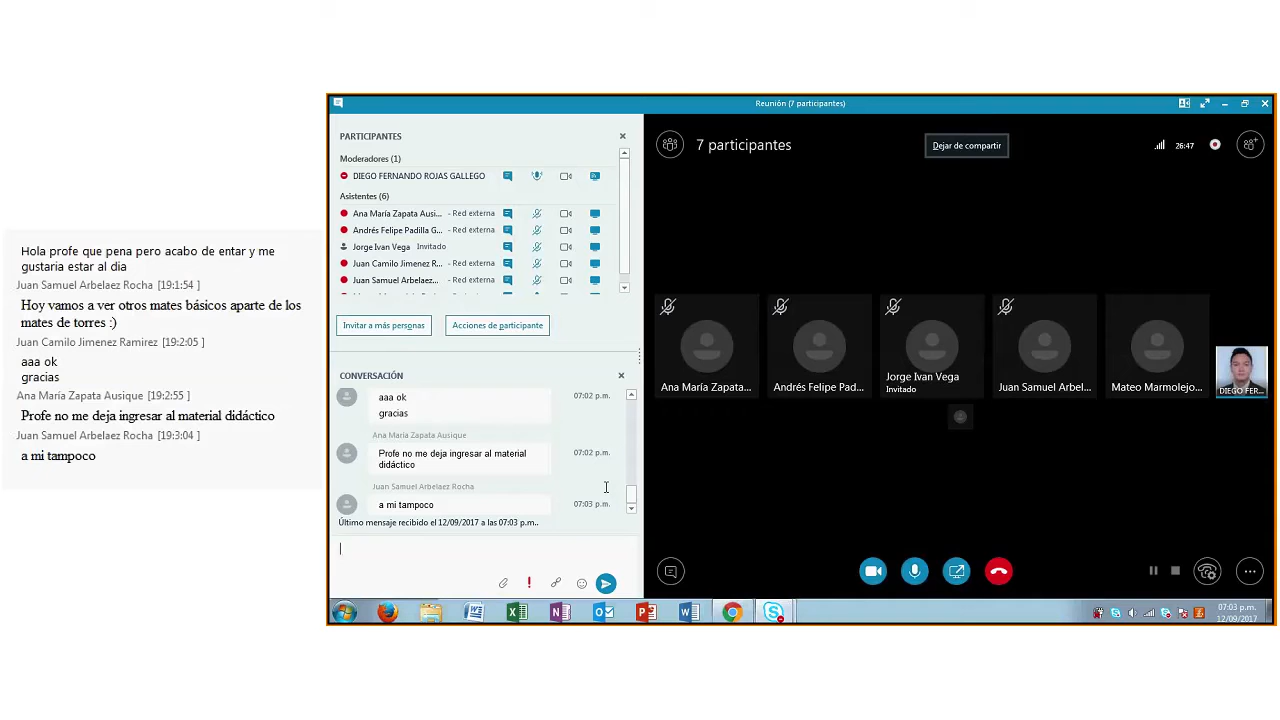 Hola profe que pena pero acabo de entar y me
gustaria estar al dia
Juan Samuel Arbelaez Rocha [19:1:54 ]
Hoy vamos a ver otros mates básicos aparte de los
mates de torres :)
Juan Camilo Jimenez Ramirez [19:2:05 ]
aaa ok
gracias
Ana María Zapata Ausique [19:2:55 ]
Profe no me deja ingresar al material didáctico
Juan Samuel Arbelaez Rocha [19:3:04 ]
a mi tampoco
Reunión (7 participantes)
PARTICIPANTES
Moderadores (1)
DIEGO FERNANDO ROJAS GALLEGO
Asistentes (6)
Ana María Zapata Ausi... - Red externa
Andrés Felipe Padilla G... - Red externa
Jorge Ivan Vega Invitado
Juan Camilo Jimenez R... - Red externa
Juan Samuel Arbelaez... - Red externa
Invitar a más personas
Acciones de participante
CONVERSACIÓN
aaa ok 07:02 p.m.
gracias
Ana María Zapata Ausique
Profe no me deja ingresar al material 07:02 p.m.
didáctico
Juan Samuel Arbelaez Rocha
a mi tampoco 07:03 p.m.
Último mensaje recibido el 12/09/2017 a las 07:03 p.m..
7 participantes
Dejar de compartir
26:47
Ana María Zapata...
Andrés Felipe Pad...
Jorge Ivan Vega
Invitado
Juan Samuel Arbel...
Mateo Marmolejo...
DIEGO FER...
07:03 p.m.
12/09/2017